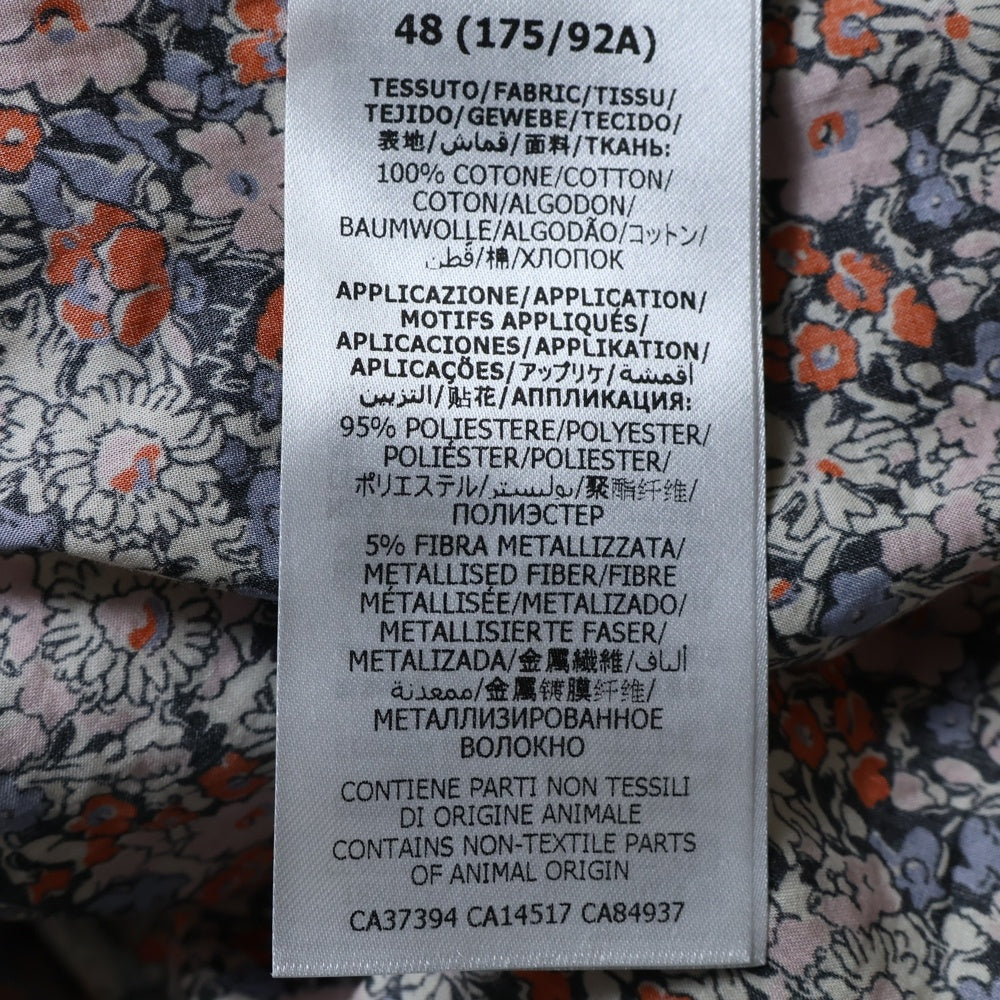 48 (175/92A)
TESSUTO/FABRIC/TISSU/
TEJIDO/GEWEBE/TECIDO/
表地/قماش/面料/ТКАНЬ:
100% COTONE/COTTON/
COTON/ALGODON/
BAUMWOLLE/ALGODÃO/コットン/
قطن/棉/ХЛОПОК
APPLICAZIONE/APPLICATION/
MOTIFS APPLIQUÉS/
APLICACIONES/APPLIKATION/
APLICAÇÕES/アップリケ/أقمشة
التزيين/贴花/АППЛИКАЦИЯ:
95% POLIESTERE/POLYESTER/
POLIÉSTER/POLIESTER/
ポリエステル/بوليستر/聚酯纤维/
ПОЛИЭСТЕР
5% FIBRA METALLIZZATA/
METALLISED FIBER/FIBRE
MÉTALLISÉE/METALIZADO/
METALLISIERTE FASER/
METALIZADA/金属繊維/ألياف
ممعدنة/金属镀膜纤维/
МЕТАЛЛИЗИРОВАННОЕ
ВОЛОКНО
CONTIENE PARTI NON TESSILI
DI ORIGINE ANIMALE
CONTAINS NON-TEXTILE PARTS
OF ANIMAL ORIGIN
CA37394 CA14517 CA84937